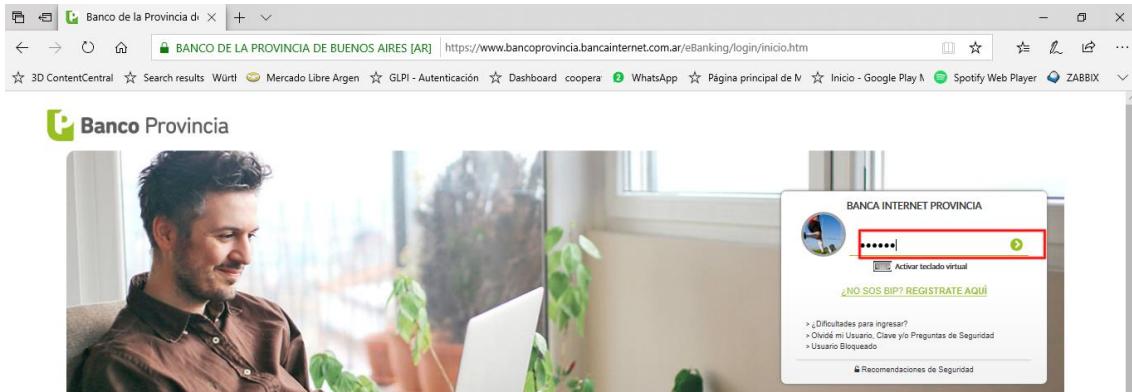 Banco de la Provincia d
BANCO DE LA PROVINCIA DE BUENOS AIRES [AR] https://www.bancoprovincia.bancainternet.com.ar/eBanking/login/inicio.htm
3D ContentCentral Search results Würtl Mercado Libre Argen GLPI - Autenticación Dashboard coopera WhatsApp Página principal de M Inicio - Google Play M Spotify Web Player ZABBIX
Banco Provincia
BANCA INTERNET PROVINCIA
••••••
Activar teclado virtual
¿NO SOS BIP? REGISTRATE AQUÍ
> ¿Dificultades para ingresar?
> Olvidé mi Usuario, Clave y/o Preguntas de Seguridad
> Usuario Bloqueado
Recomendaciones de Seguridad